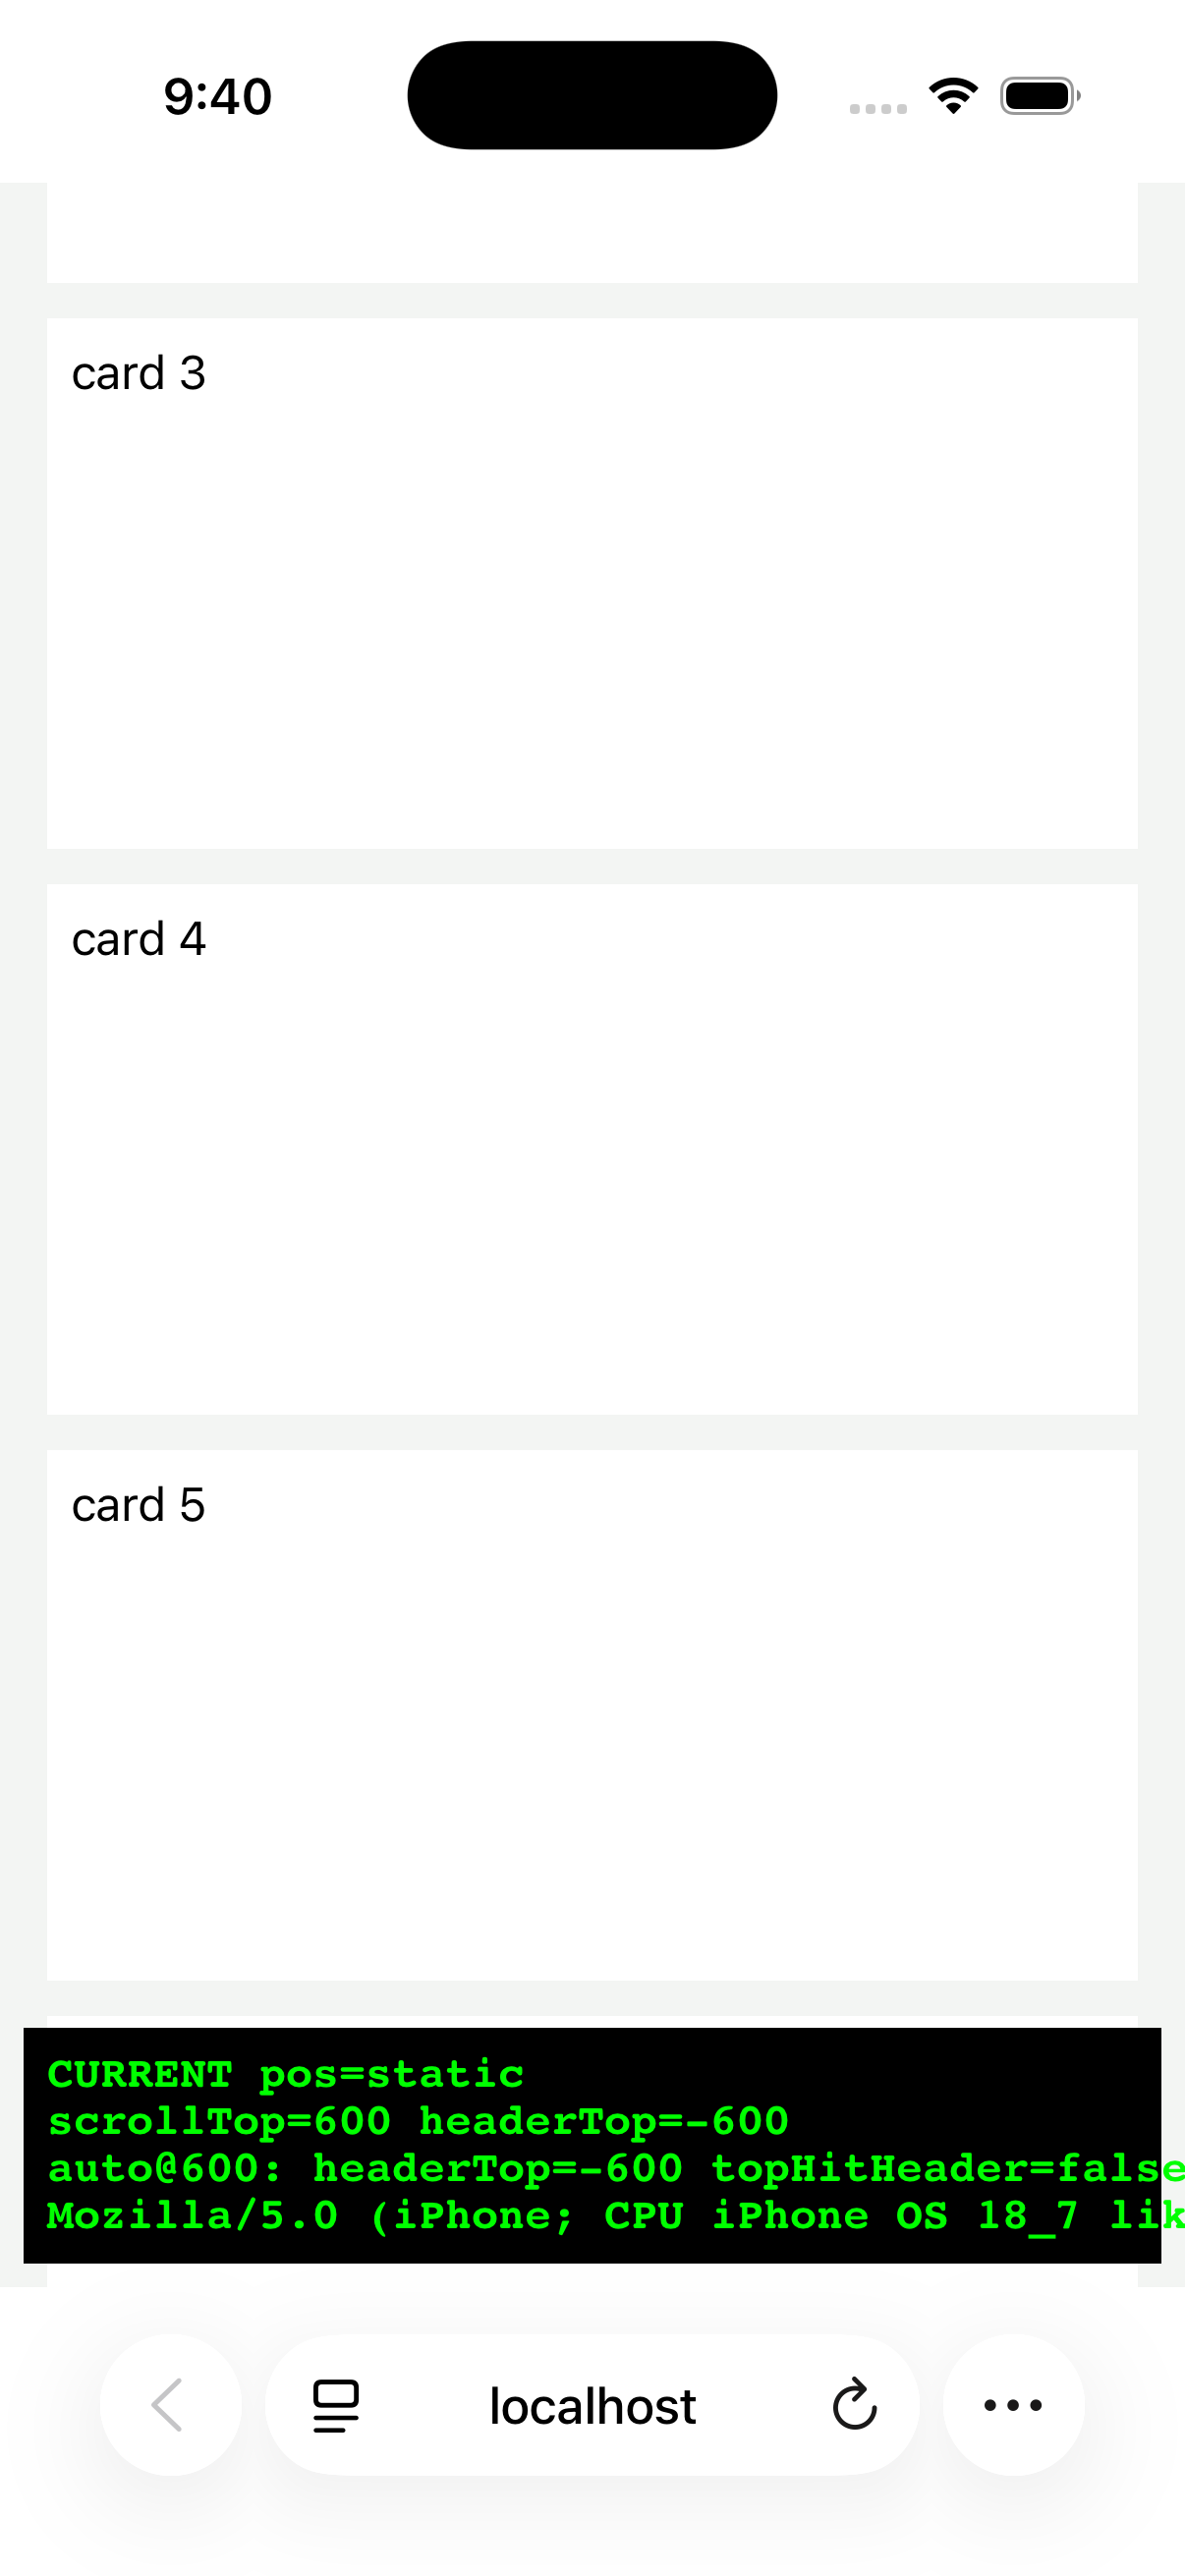 9:40
card 3
card 4
card 5
CURRENT pos=static
scrollTop=600 headerTop=-600
auto@600: headerTop=-600 topHitHeader=false
Mozilla/5.0 (iPhone; CPU iPhone OS 18_7 lik
localhost